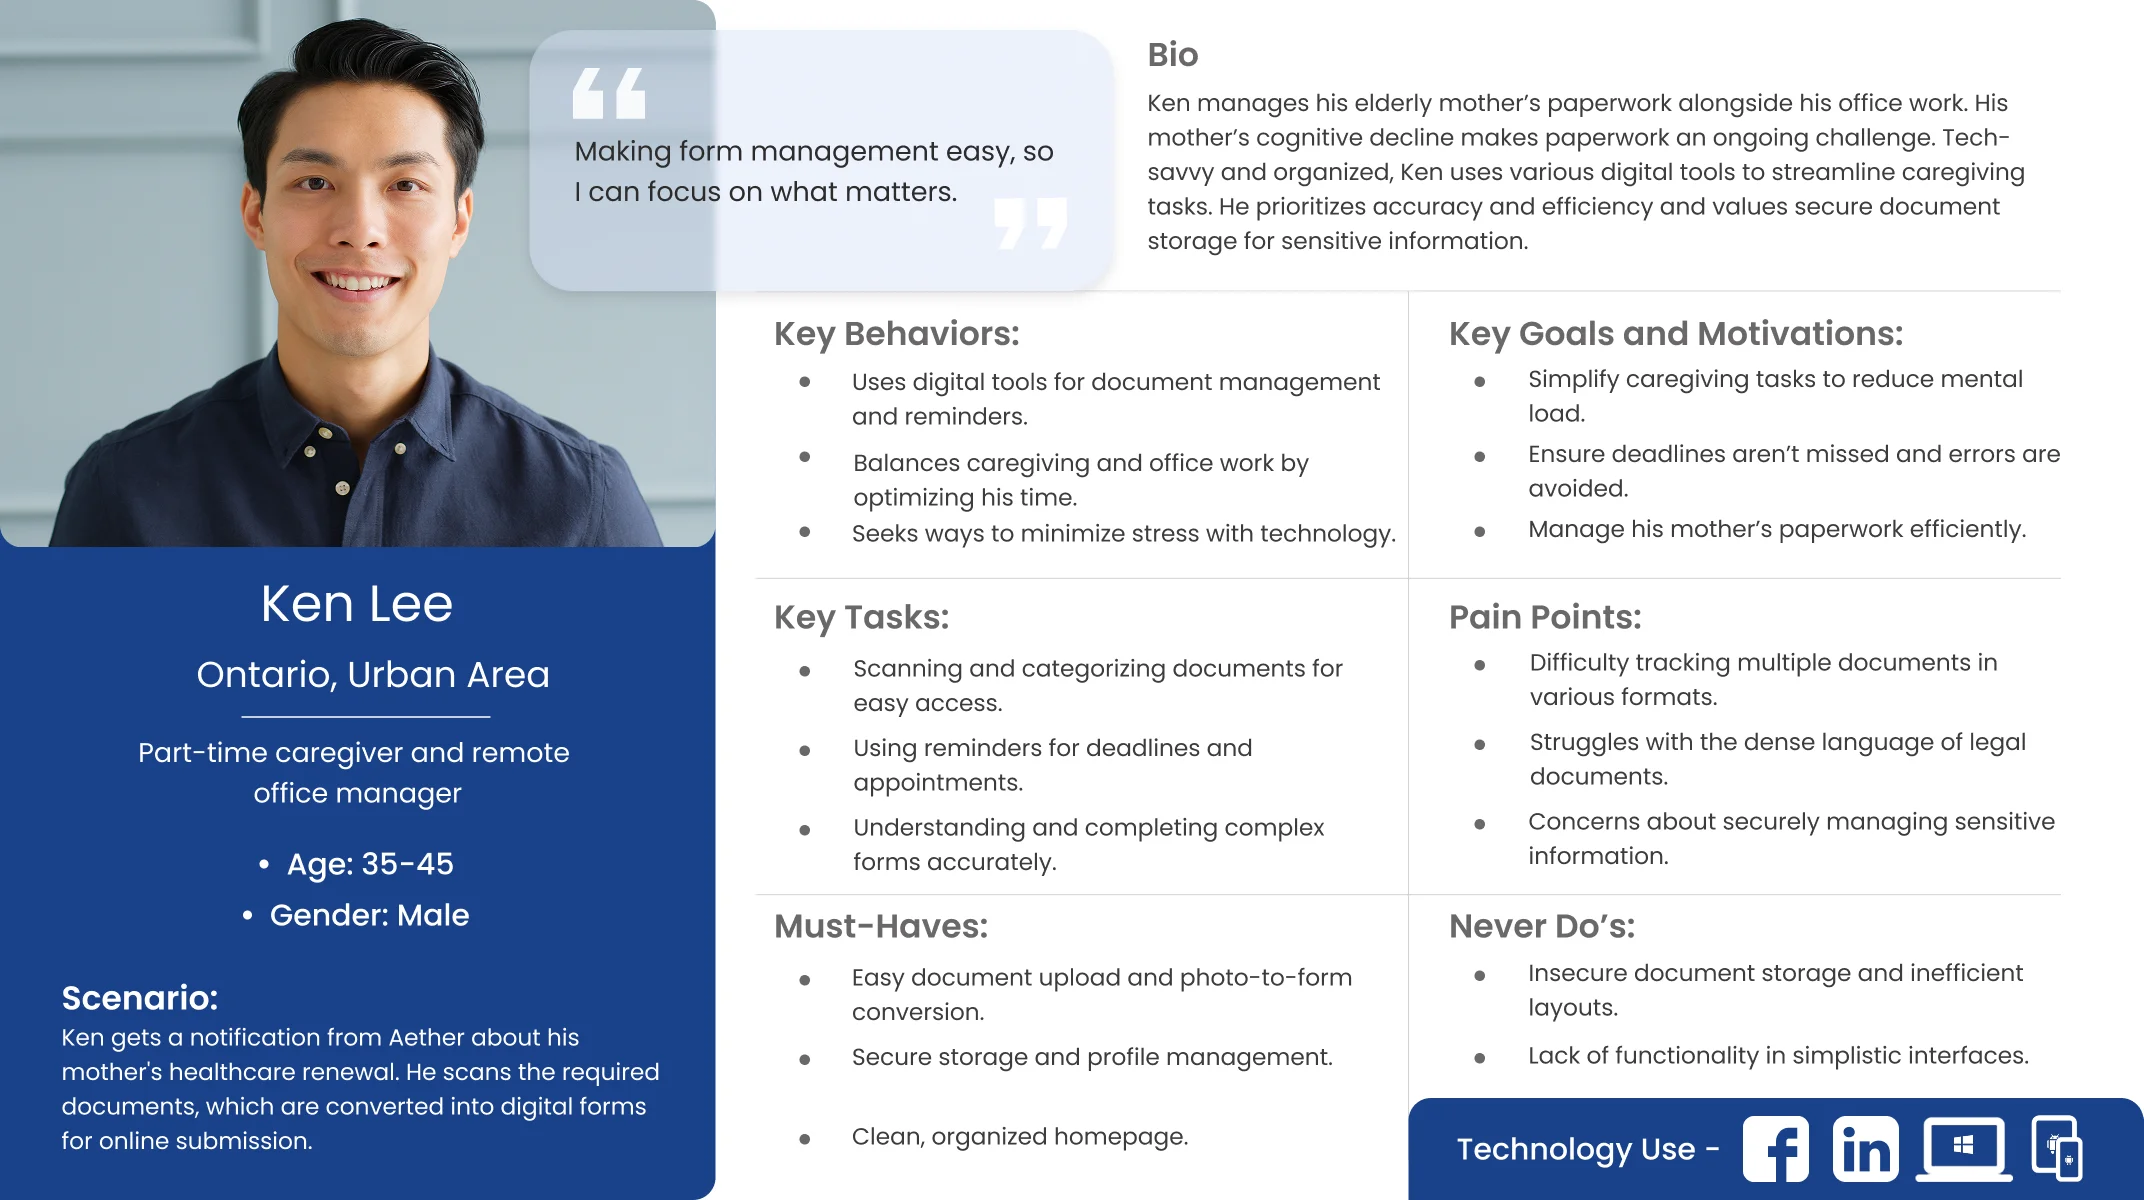 Making form management easy, so
I can focus on what matters.
Bio
Ken manages his elderly mother’s paperwork alongside his office work. His
mother’s cognitive decline makes paperwork an ongoing challenge. Tech-
savvy and organized, Ken uses various digital tools to streamline caregiving
tasks. He prioritizes accuracy and efficiency and values secure document
storage for sensitive information.
Ken Lee
Ontario, Urban Area
Part-time caregiver and remote
office manager
• Age: 35-45
• Gender: Male
Scenario:
Ken gets a notification from Aether about his
mother's healthcare renewal. He scans the required
documents, which are converted into digital forms
for online submission.
Key Behaviors:
● Uses digital tools for document management
and reminders.
● Balances caregiving and office work by
optimizing his time.
● Seeks ways to minimize stress with technology.
Key Goals and Motivations:
● Simplify caregiving tasks to reduce mental
load.
● Ensure deadlines aren’t missed and errors are
avoided.
● Manage his mother’s paperwork efficiently.
Key Tasks:
● Scanning and categorizing documents for
easy access.
● Using reminders for deadlines and
appointments.
● Understanding and completing complex
forms accurately.
Pain Points:
● Difficulty tracking multiple documents in
various formats.
● Struggles with the dense language of legal
documents.
● Concerns about securely managing sensitive
information.
Must-Haves:
● Easy document upload and photo-to-form
conversion.
● Secure storage and profile management.
● Clean, organized homepage.
Never Do’s:
● Insecure document storage and inefficient
layouts.
● Lack of functionality in simplistic interfaces.
Technology Use - f in